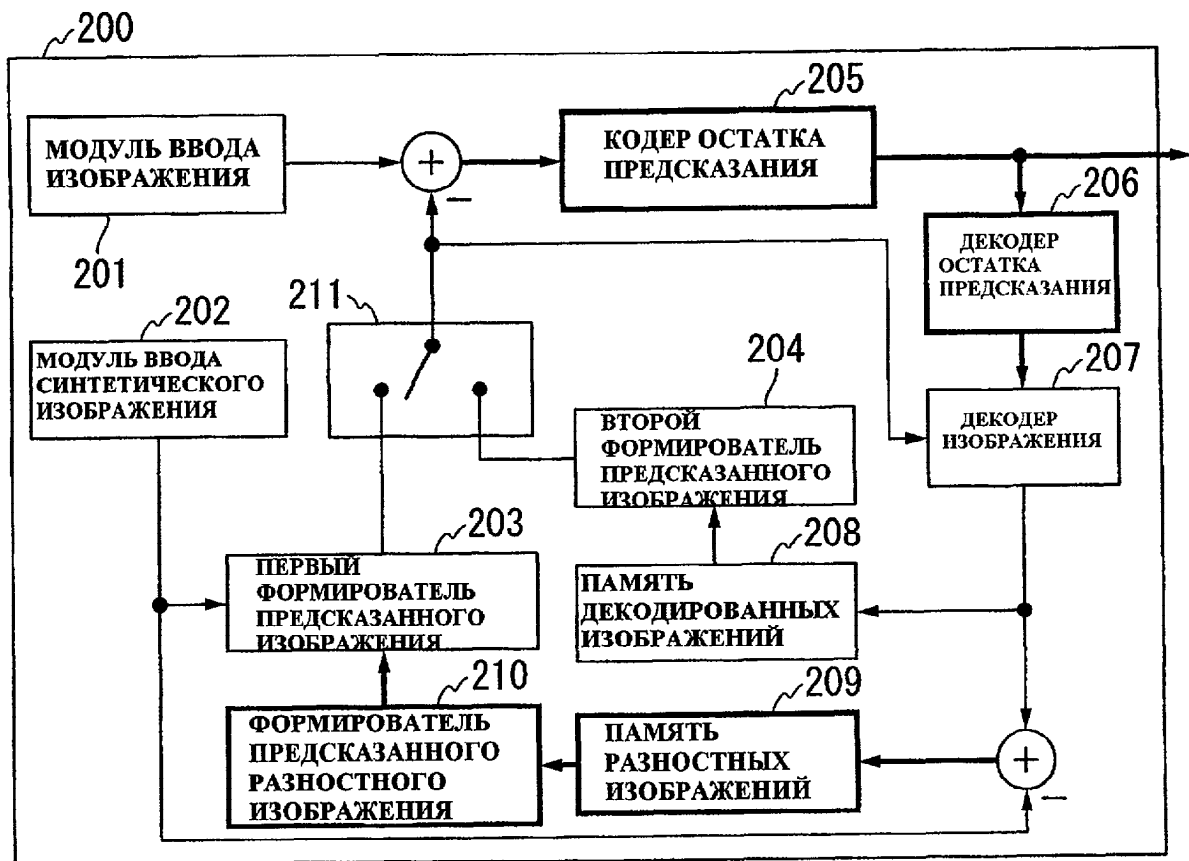 200
205
МОДУЛЬ ВВОДА
ИЗОБРАЖЕНИЯ
201
+
−
КОДЕР ОСТАТКА
ПРЕДСКАЗАНИЯ
206
ДЕКОДЕР
ОСТАТКА
ПРЕДСКАЗАНИЯ
202
МОДУЛЬ ВВОДА
СИНТЕТИЧЕСКОГО
ИЗОБРАЖЕНИЯ
211
204
ВТОРОЙ
ФОРМИРОВАТЕЛЬ
ПРЕДСКАЗАННОГО
ИЗОБРАЖЕНИЯ
207
ДЕКОДЕР
ИЗОБРАЖЕНИЯ
203
ПЕРВЫЙ
ФОРМИРОВАТЕЛЬ
ПРЕДСКАЗАННОГО
ИЗОБРАЖЕНИЯ
208
ПАМЯТЬ
ДЕКОДИРОВАННЫХ
ИЗОБРАЖЕНИЙ
210
ФОРМИРОВАТЕЛЬ
ПРЕДСКАЗАННОГО
РАЗНОСТНОГО
ИЗОБРАЖЕНИЯ
209
ПАМЯТЬ
РАЗНОСТНЫХ
ИЗОБРАЖЕНИЙ
+
−